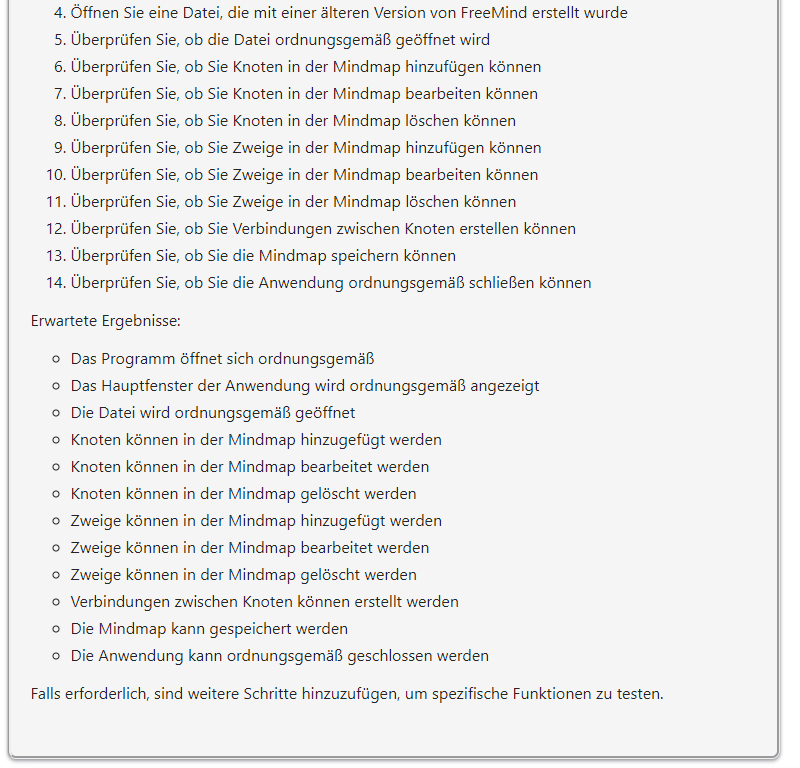 4. Öffnen Sie eine Datei, die mit einer älteren Version von FreeMind erstellt wurde
5. Überprüfen Sie, ob die Datei ordnungsgemäß geöffnet wird
6. Überprüfen Sie, ob Sie Knoten in der Mindmap hinzufügen können
7. Überprüfen Sie, ob Sie Knoten in der Mindmap bearbeiten können
8. Überprüfen Sie, ob Sie Knoten in der Mindmap löschen können
9. Überprüfen Sie, ob Sie Zweige in der Mindmap hinzufügen können
10. Überprüfen Sie, ob Sie Zweige in der Mindmap bearbeiten können
11. Überprüfen Sie, ob Sie Zweige in der Mindmap löschen können
12. Überprüfen Sie, ob Sie Verbindungen zwischen Knoten erstellen können
13. Überprüfen Sie, ob Sie die Mindmap speichern können
14. Überprüfen Sie, ob Sie die Anwendung ordnungsgemäß schließen können
Erwartete Ergebnisse:
Das Programm öffnet sich ordnungsgemäß
Das Hauptfenster der Anwendung wird ordnungsgemäß angezeigt
Die Datei wird ordnungsgemäß geöffnet
Knoten können in der Mindmap hinzugefügt werden
Knoten können in der Mindmap bearbeitet werden
Knoten können in der Mindmap gelöscht werden
Zweige können in der Mindmap hinzugefügt werden
Zweige können in der Mindmap bearbeitet werden
Zweige können in der Mindmap gelöscht werden
Verbindungen zwischen Knoten können erstellt werden
Die Mindmap kann gespeichert werden
Die Anwendung kann ordnungsgemäß geschlossen werden
Falls erforderlich, sind weitere Schritte hinzuzufügen, um spezifische Funktionen zu testen.